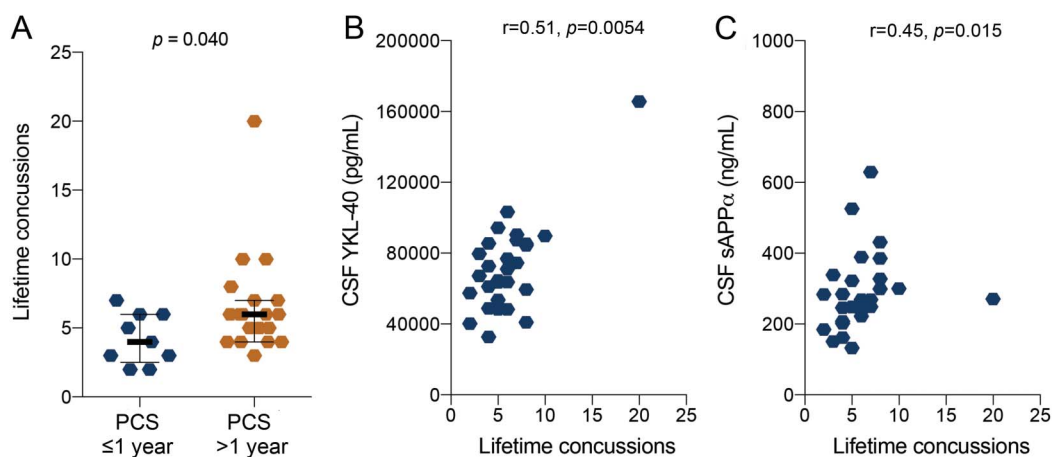 A
p = 0.040
Lifetime concussions
25
20
15
10
5
0
PCS
≤1 year
PCS
>1 year
B
r=0.51, p=0.0054
CSF YKL-40 (pg/mL)
200000
160000
120000
80000
40000
0
0 5 10 15 20 25
Lifetime concussions
C
r=0.45, p=0.015
CSF sAPPα (ng/mL)
1000
800
600
400
200
0
0 5 10 15 20 25
Lifetime concussions